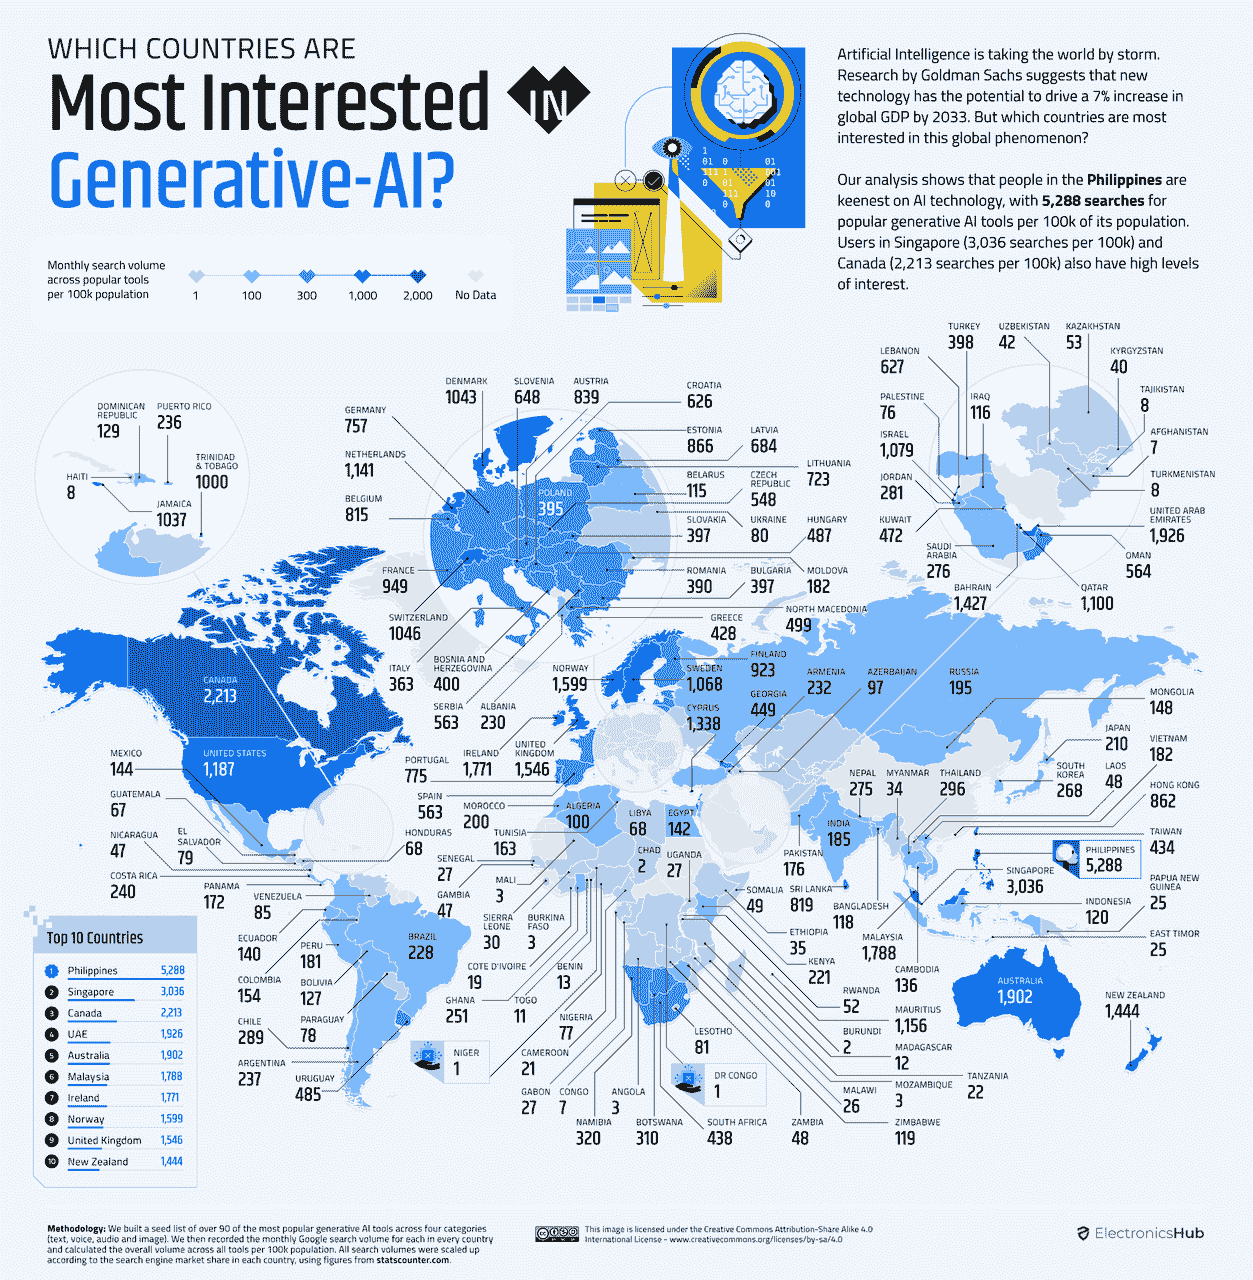 WHICH COUNTRIES ARE
Most Interested IN
Generative-AI?
Artificial Intelligence is taking the world by storm.
Research by Goldman Sachs suggests that new
technology has the potential to drive a 7% increase in
global GDP by 2033. But which countries are most
interested in this global phenomenon?
Our analysis shows that people in the Philippines are
keenest on AI technology, with 5,288 searches for
popular generative AI tools per 100k of its population.
Users in Singapore (3,036 searches per 100k) and
Canada (2,213 searches per 100k) also have high levels
of interest.
Monthly search volume
across popular tools
per 100k population
1 100 300 1,000 2,000 No Data
DOMINICAN
REPUBLIC
129
PUERTO RICO
236
TRINIDAD
& TOBAGO
1000
HAITI
8
JAMAICA
1037
DENMARK
1043
SLOVENIA
648
AUSTRIA
839
CROATIA
626
GERMANY
757
ESTONIA
866
LATVIA
684
NETHERLANDS
1,141
LITHUANIA
723
BELARUS
115
CZECH
REPUBLIC
548
BELGIUM
815
POLAND
395
SLOVAKIA
397
UKRAINE
80
HUNGARY
487
FRANCE
949
ROMANIA
390
BULGARIA
397
MOLDOVA
182
SWITZERLAND
1046
GREECE
428
NORTH MACEDONIA
499
ITALY
363
BOSNIA AND
HERZEGOVINA
400
SERBIA
563
ALBANIA
230
TURKEY
398
UZBEKISTAN
42
KAZAKHSTAN
53
LEBANON
627
KYRGYZSTAN
40
PALESTINE
76
IRAQ
116
TAJIKISTAN
8
ISRAEL
1,079
AFGHANISTAN
7
JORDAN
281
TURKMENISTAN
8
KUWAIT
472
UNITED ARAB
EMIRATES
1,926
SAUDI
ARABIA
276
OMAN
564
BAHRAIN
1,427
QATAR
1,100
NORWAY
1,599
SWEDEN
1,068
FINLAND
923
CYPRUS
1,338
GEORGIA
449
ARMENIA
232
AZERBAIJAN
97
RUSSIA
195
MONGOLIA
148
CANADA
2,213
UNITED STATES
1,187
MEXICO
144
GUATEMALA
67
NICARAGUA
47
EL
SALVADOR
79
COSTA RICA
240
PANAMA
172
HONDURAS
68
PORTUGAL
775
IRELAND
1,771
UNITED
KINGDOM
1,546
SPAIN
563
MOROCCO
200
ALGERIA
100
TUNISIA
163
LIBYA
68
EGYPT
142
CHAD
2
UGANDA
27
SENEGAL
27
MALI
3
GAMBIA
47
SIERRA
LEONE
30
BURKINA
FASO
3
COTE D'IVOIRE
19
BENIN
13
GHANA
251
TOGO
11
NIGERIA
77
NIGER
1
CAMEROON
21
GABON
27
CONGO
7
ANGOLA
3
NAMIBIA
320
BOTSWANA
310
SOUTH AFRICA
438
LESOTHO
81
DR CONGO
1
ZAMBIA
48
ZIMBABWE
119
MALAWI
26
MOZAMBIQUE
3
TANZANIA
22
MADAGASCAR
12
BURUNDI
2
MAURITIUS
1,156
RWANDA
52
KENYA
221
ETHIOPIA
35
SOMALIA
49
VENEZUELA
85
ECUADOR
140
PERU
181
BRAZIL
228
COLOMBIA
154
BOLIVIA
127
CHILE
289
PARAGUAY
78
ARGENTINA
237
URUGUAY
485
NEPAL
275
MYANMAR
34
THAILAND
296
SOUTH
KOREA
268
JAPAN
210
LAOS
48
VIETNAM
182
HONG KONG
862
TAIWAN
434
INDIA
185
PAKISTAN
176
SRI LANKA
819
BANGLADESH
118
PHILIPPINES
5,288
SINGAPORE
3,036
PAPUA NEW
GUINEA
25
INDONESIA
120
EAST TIMOR
25
MALAYSIA
1,788
CAMBODIA
136
AUSTRALIA
1,902
NEW ZEALAND
1,444
Top 10 Countries
1 Philippines 5,288
2 Singapore 3,036
3 Canada 2,213
4 UAE 1,926
5 Australia 1,902
6 Malaysia 1,788
7 Ireland 1,771
8 Norway 1,599
9 United Kingdom 1,546
10 New Zealand 1,444
Methodology: We built a seed list of over 90 of the most popular generative AI tools across four categories
(text, voice, audio and image). We then recorded the monthly Google search volume for each in every country
and calculated the overall volume across all tools per 100k population. All search volumes were scaled up
according to the search engine market share in each country, using figures from statscounter.com.
This image is licensed under the Creative Commons Attribution-Share Alike 4.0
International License - www.creativecommons.org/licenses/by-sa/4.0
ElectronicsHub